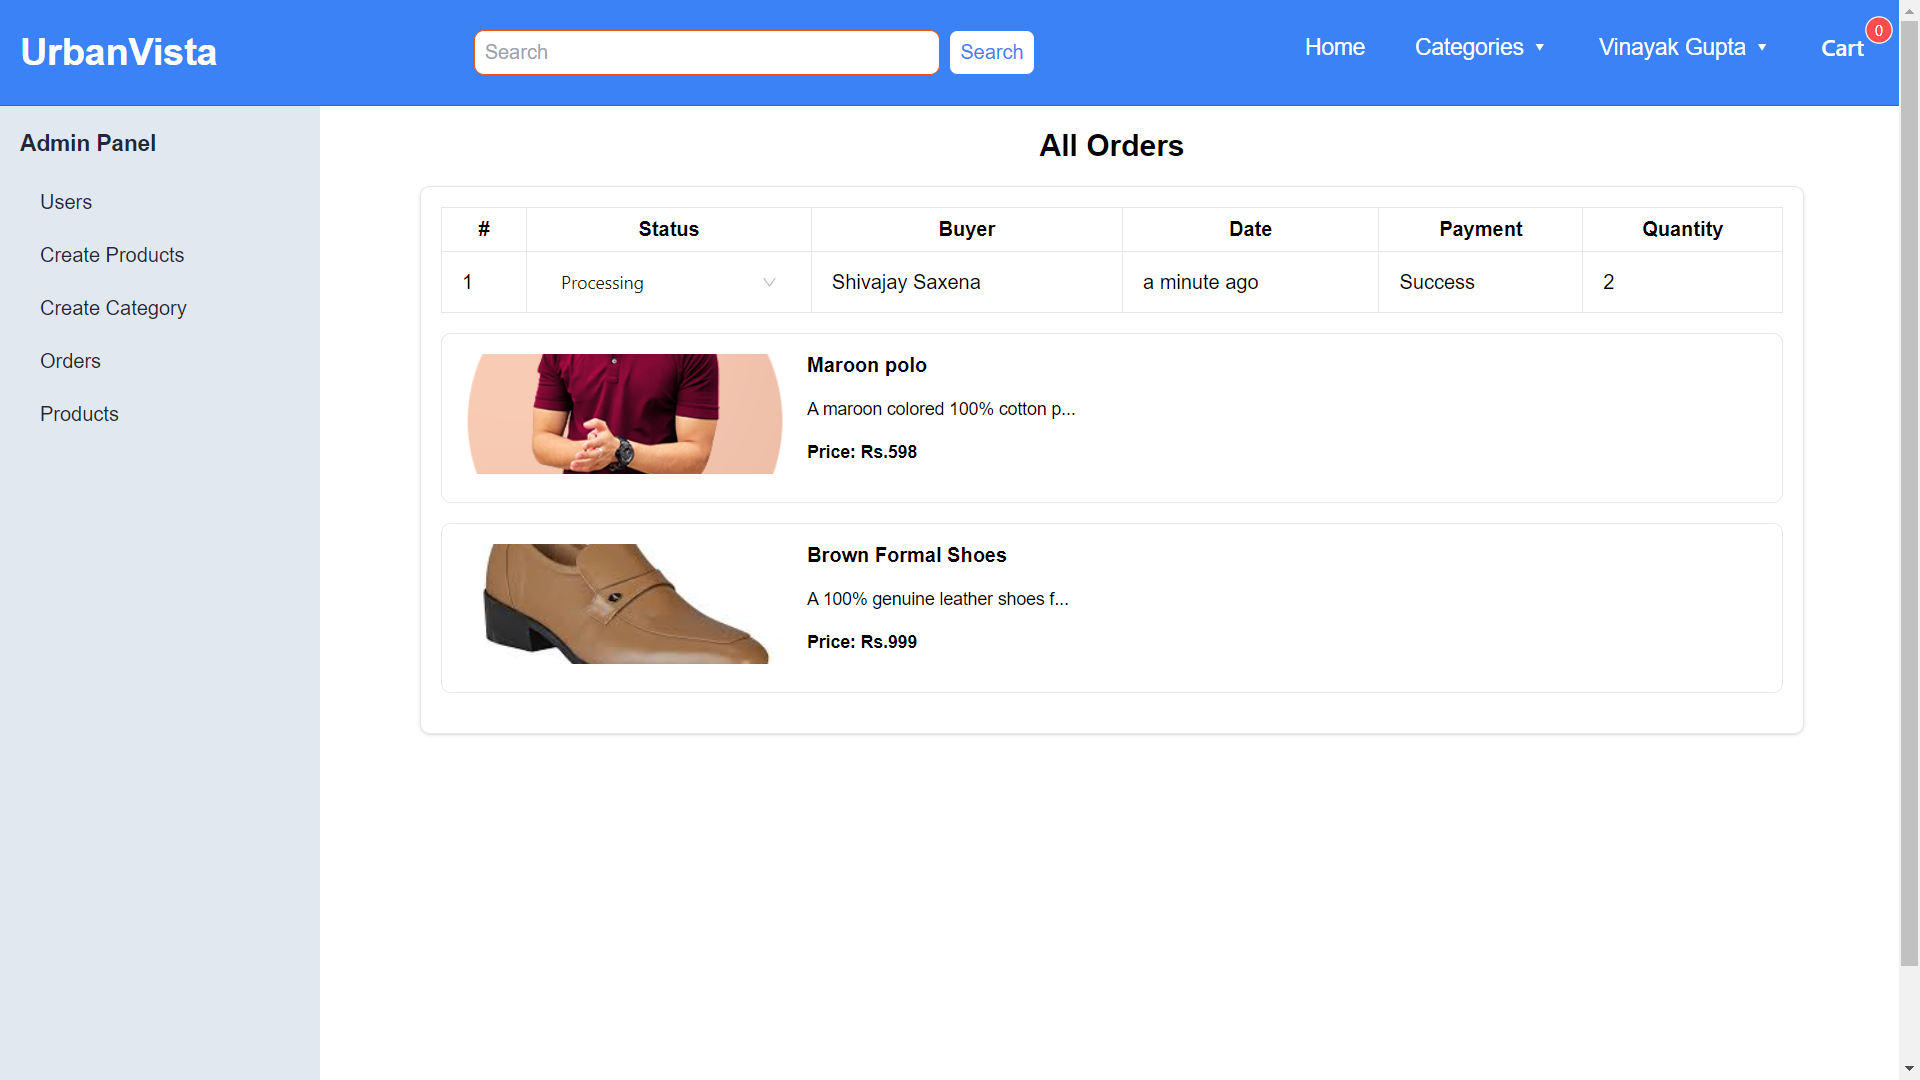 UrbanVista
Search
Search
Home
Categories ▼
Vinayak Gupta ▼
Cart
0
Admin Panel
Users
Create Products
Create Category
Orders
Products
All Orders
# Status Buyer Date Payment Quantity
1 Processing Shivajay Saxena a minute ago Success 2
Maroon polo
A maroon colored 100% cotton p...
Price: Rs.598
Brown Formal Shoes
A 100% genuine leather shoes f...
Price: Rs.999